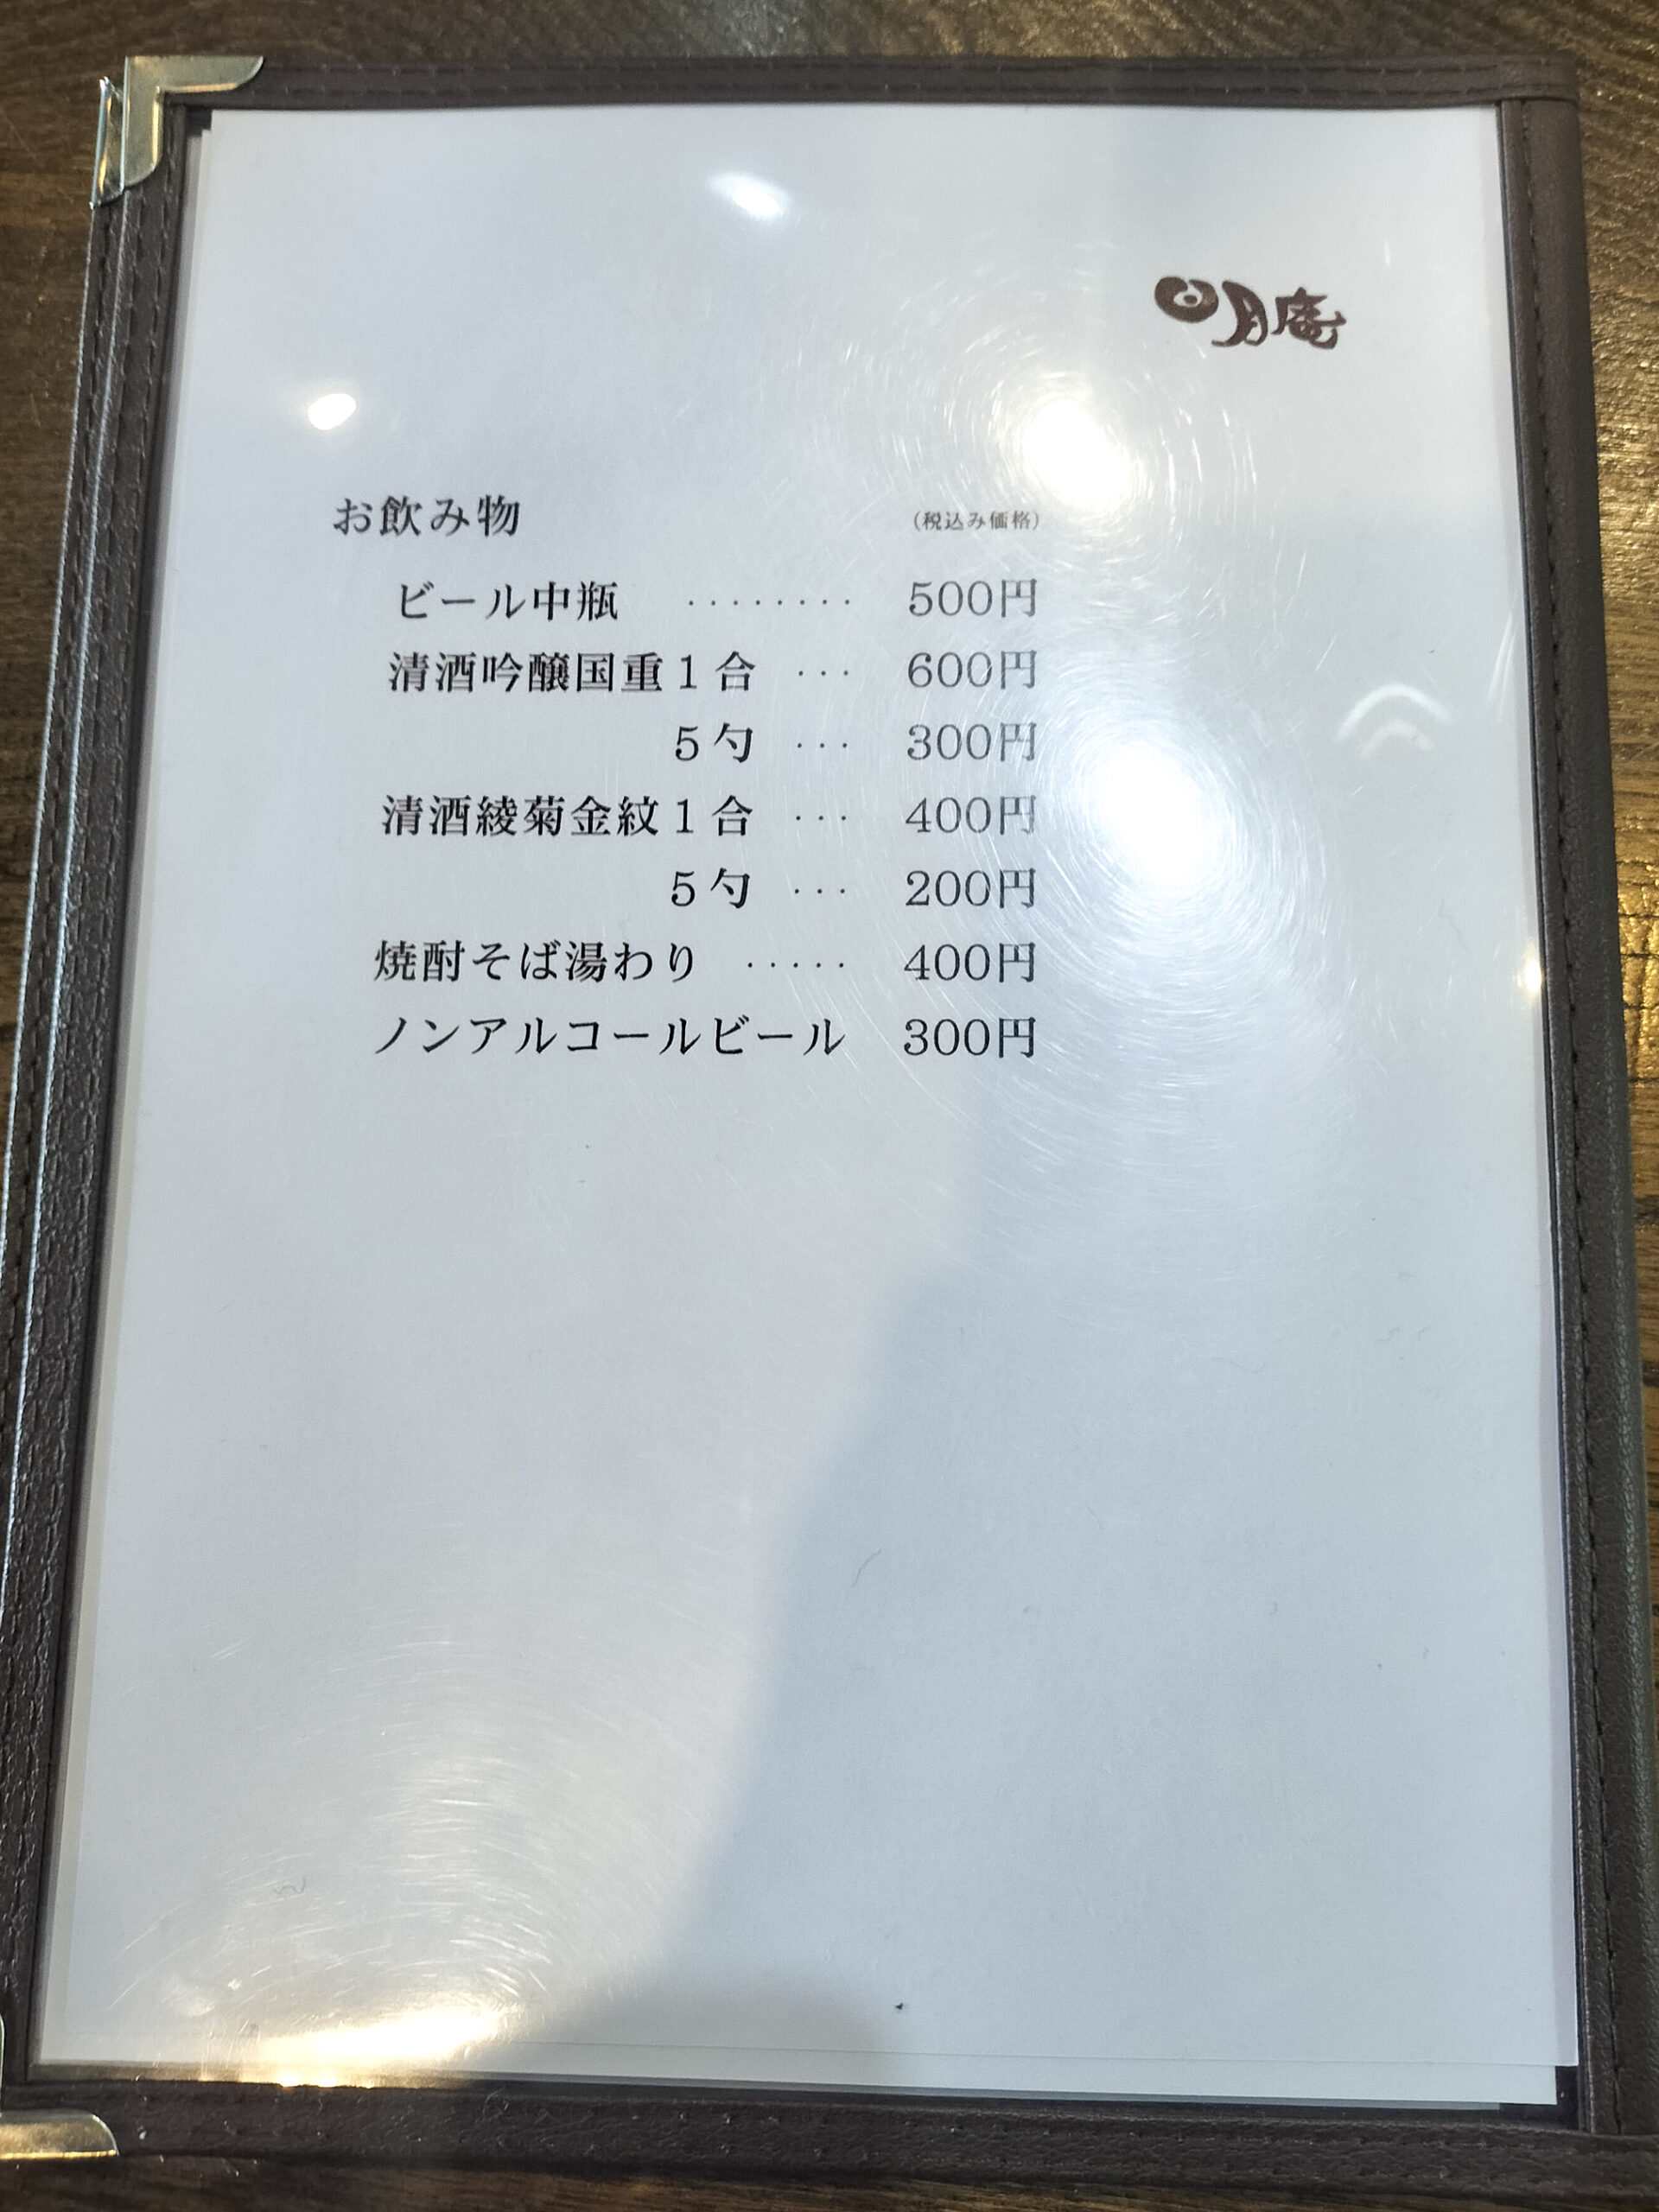 明月庵
お飲み物 (税込み価格)
ビール中瓶 ........ 500円
清酒吟醸国重1合 ... 600円
5勺 ... 300円
清酒綾菊金紋1合 ... 400円
5勺 ... 200円
焼酎そば湯わり ..... 400円
ノンアルコールビール 300円